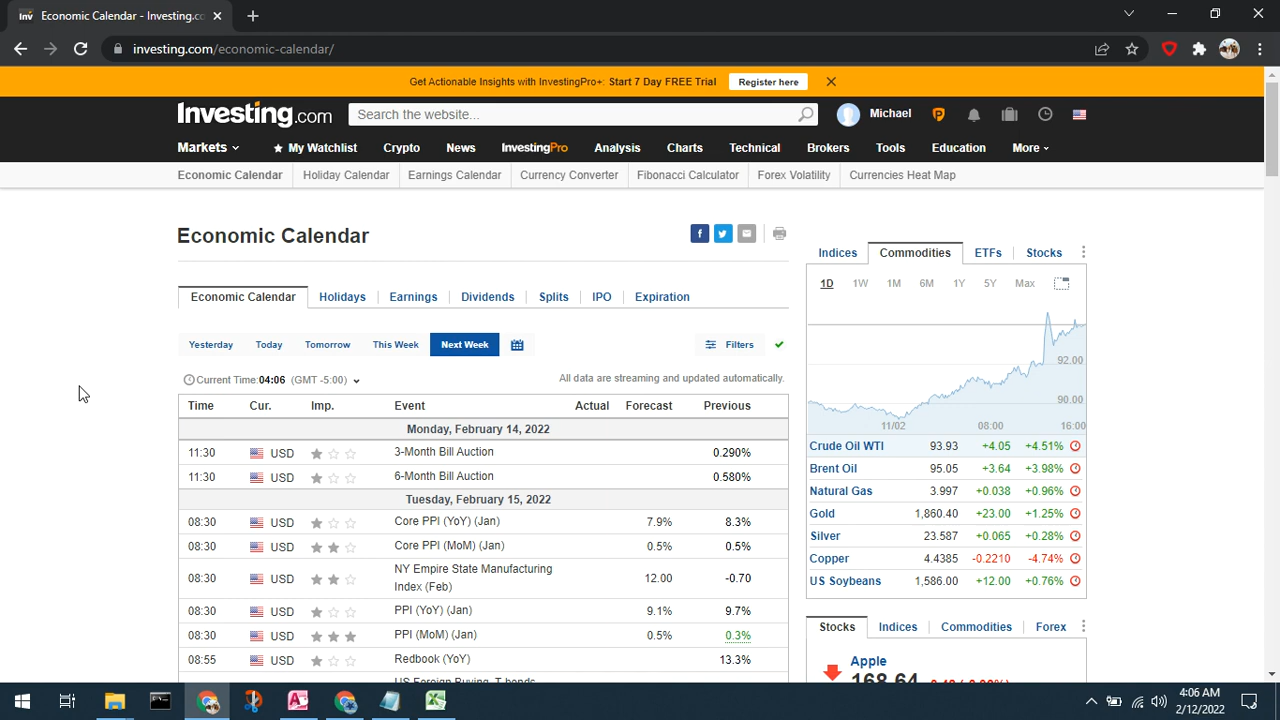 Economic Calendar - Investing.co
investing.com/economic-calendar/
Get Actionable Insights with InvestingPro+: Start 7 Day FREE Trial Register here
Investing.com Search the website... Michael
Markets My Watchlist Crypto News InvestingPro Analysis Charts Technical Brokers Tools Education More
Economic Calendar Holiday Calendar Earnings Calendar Currency Converter Fibonacci Calculator Forex Volatility Currencies Heat Map
Economic Calendar
Economic Calendar Holidays Earnings Dividends Splits IPO Expiration
Yesterday Today Tomorrow This Week Next Week Filters
Current Time: 04:06 (GMT -5:00) All data are streaming and updated automatically.
Time Cur. Imp. Event Actual Forecast Previous
Monday, February 14, 2022
11:30 USD 3-Month Bill Auction 0.290%
11:30 USD 6-Month Bill Auction 0.580%
Tuesday, February 15, 2022
08:30 USD Core PPI (YoY) (Jan) 7.9% 8.3%
08:30 USD Core PPI (MoM) (Jan) 0.5% 0.5%
08:30 USD NY Empire State Manufacturing Index (Feb) 12.00 -0.70
08:30 USD PPI (YoY) (Jan) 9.1% 9.7%
08:30 USD PPI (MoM) (Jan) 0.5% 0.3%
08:55 USD Redbook (YoY) 13.3%
US Foreign Buying, T-bonds
Indices Commodities ETFs Stocks
1D 1W 1M 6M 1Y 5Y Max
92.00
90.00
11/02 08:00 16:00
Crude Oil WTI 93.93 +4.05 +4.51%
Brent Oil 95.05 +3.64 +3.98%
Natural Gas 3.997 +0.038 +0.96%
Gold 1,860.40 +23.00 +1.25%
Silver 23.587 +0.065 +0.28%
Copper 4.4385 -0.2210 -4.74%
US Soybeans 1,586.00 +12.00 +0.76%
Stocks Indices Commodities Forex
Apple
168.64
4:06 AM
2/12/2022